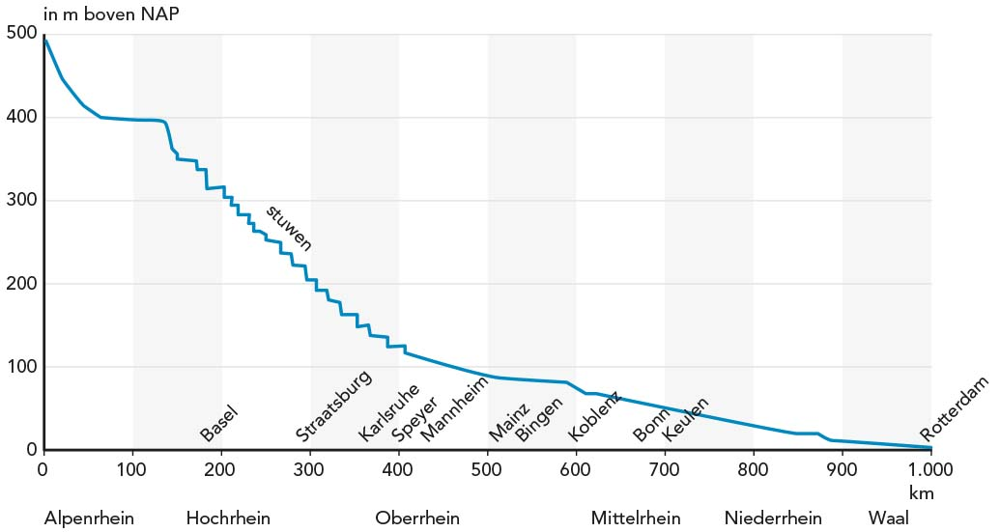 in m boven NAP
500
400
300
200
100
0
stuwen
Basel
Straatsburg
Karlsruhe
Speyer
Mannheim
Mainz
Bingen
Koblenz
Bonn
Keulen
Rotterdam
0 100 200 300 400 500 600 700 800 900 1.000
km
Alpenrhein Hochrhein Oberrhein Mittelrhein Niederrhein Waal